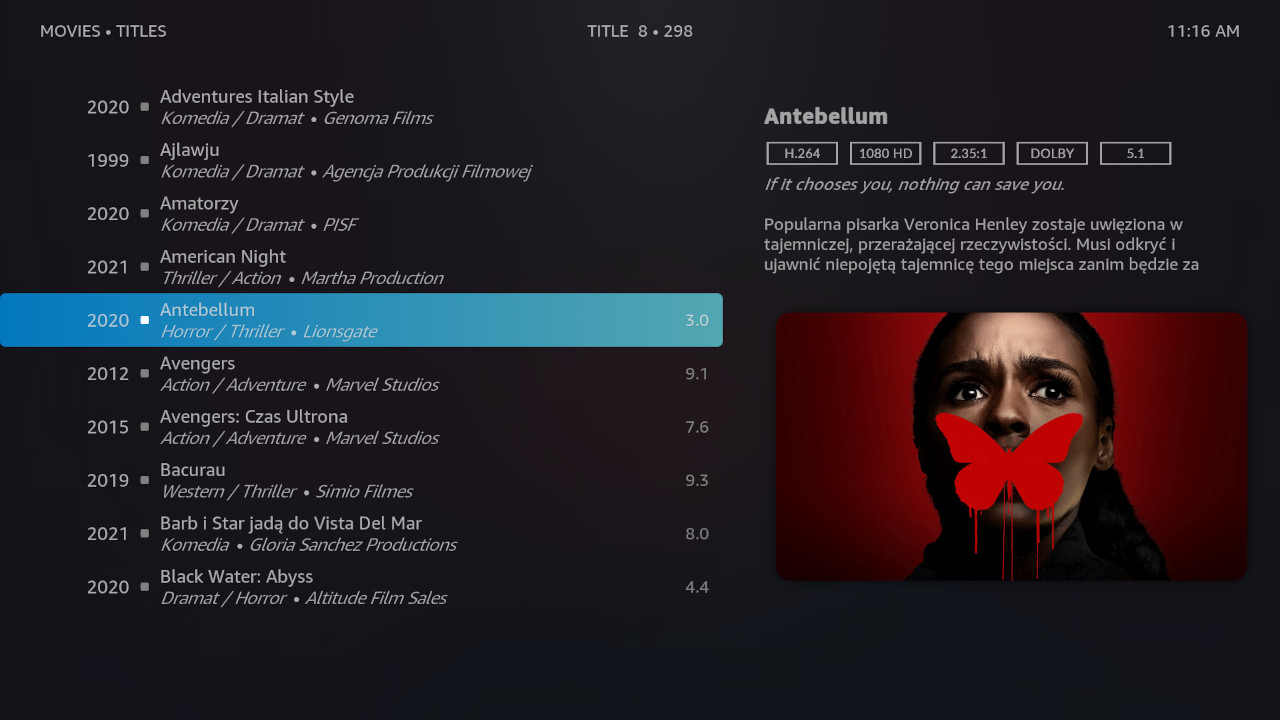 MOVIES • TITLES
TITLE 8 • 298
11:16 AM
2020 Adventures Italian Style
Komedia / Dramat • Genoma Films
1999 Ajlawju
Komedia / Dramat • Agencja Produkcji Filmowej
2020 Amatorzy
Komedia / Dramat • PISF
2021 American Night
Thriller / Action • Martha Production
2020 Antebellum 3.0
Horror / Thriller • Lionsgate
2012 Avengers 9.1
Action / Adventure • Marvel Studios
2015 Avengers: Czas Ultrona 7.6
Action / Adventure • Marvel Studios
2019 Bacurau 9.3
Western / Thriller • Símio Filmes
2021 Barb i Star jadą do Vista Del Mar 8.0
Komedia • Gloria Sanchez Productions
2020 Black Water: Abyss 4.4
Dramat / Horror • Altitude Film Sales
Antebellum
H.264 1080 HD 2.35:1 DOLBY 5.1
If it chooses you, nothing can save you.
Popularna pisarka Veronica Henley zostaje uwięziona w
tajemniczej, przerażającej rzeczywistości. Musi odkryć i
ujawnić niepojętą tajemnicę tego miejsca zanim będzie za